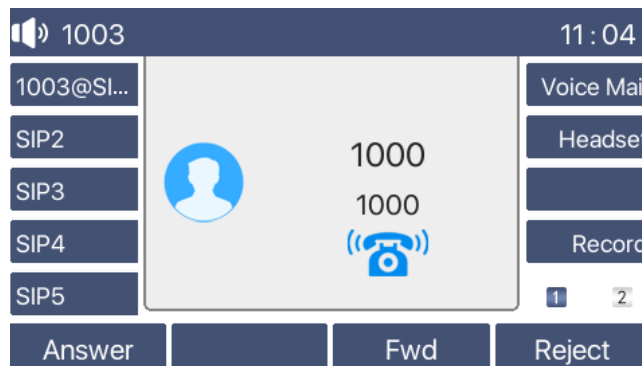 1003 11:04
1003@SI...
SIP2
SIP3
SIP4
SIP5
1000
1000
Voice Mai
Headset
Record
1 2
Answer Fwd Reject